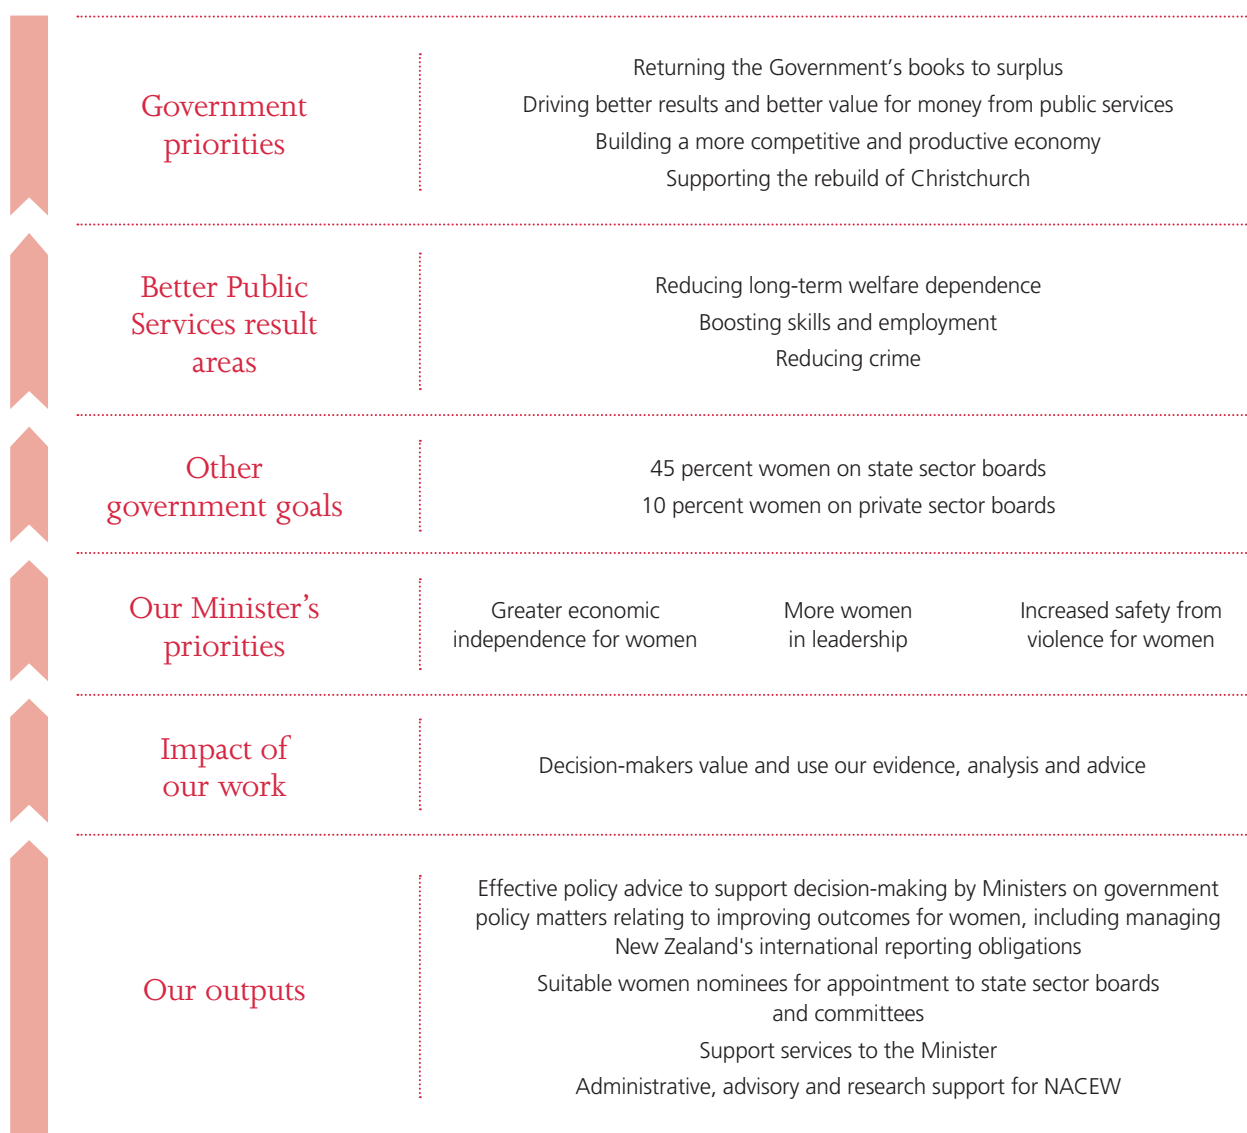 Government
priorities
Returning the Government's books to surplus
Driving better results and better value for money from public services
Building a more competitive and productive economy
Supporting the rebuild of Christchurch
Better Public
Services result
areas
Reducing long-term welfare dependence
Boosting skills and employment
Reducing crime
Other
government goals
45 percent women on state sector boards
10 percent women on private sector boards
Our Minister's
priorities
Greater economic
independence for women
More women
in leadership
Increased safety from
violence for women
Impact of
our work
Decision-makers value and use our evidence, analysis and advice
Our outputs
Effective policy advice to support decision-making by Ministers on government
policy matters relating to improving outcomes for women, including managing
New Zealand's international reporting obligations
Suitable women nominees for appointment to state sector boards
and committees
Support services to the Minister
Administrative, advisory and research support for NACEW